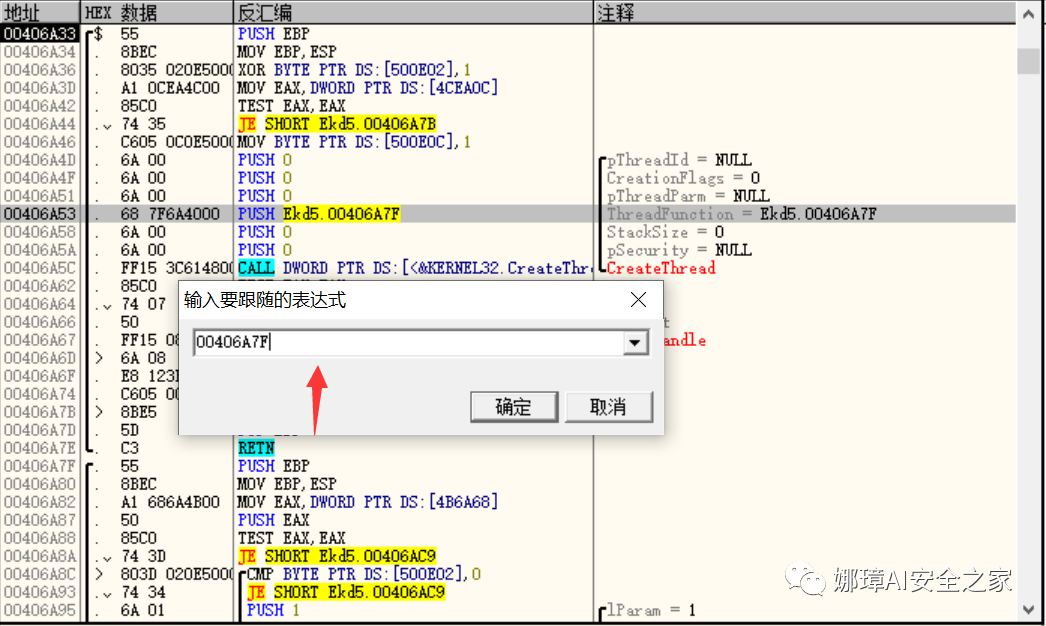 地址 HEX 数据 反汇编 注释
00406A33 $ 55 PUSH EBP
00406A34 . 8BEC MOV EBP,ESP
00406A36 . 8035 020E5000 XOR BYTE PTR DS:[500E02],1
00406A3D . A1 0CEA4C00 MOV EAX,DWORD PTR DS:[4CEA0C]
00406A42 . 85C0 TEST EAX,EAX
00406A44 . 74 35 JE SHORT Ekd5.00406A7B
00406A46 . C605 0C0E5000 MOV BYTE PTR DS:[500E0C],1
00406A4D . 6A 00 PUSH 0 pThreadId = NULL
00406A4F . 6A 00 PUSH 0 CreationFlags = 0
00406A51 . 6A 00 PUSH 0 pThreadParm = NULL
00406A53 . 68 7F6A4000 PUSH Ekd5.00406A7F ThreadFunction = Ekd5.00406A7F
00406A58 . 6A 00 PUSH 0 StackSize = 0
00406A5A . 6A 00 PUSH 0 pSecurity = NULL
00406A5C . FF15 3C614800 CALL DWORD PTR DS:[<&KERNEL32.CreateThr CreateThread
00406A62 . 85C0
00406A64 . 74 07
00406A66 . 50
00406A67 . FF15 andle
00406A6D > 6A 08
00406A6F . E8
00406A74 . C605
00406A7B > 8BE5
00406A7D . 5D
00406A7E . C3 RETN
输入要跟随的表达式
00406A7F
确定 取消
00406A7F . 55 PUSH EBP
00406A80 . 8BEC MOV EBP,ESP
00406A82 . A1 686A4B00 MOV EAX,DWORD PTR DS:[4B6A68]
00406A87 . 50 PUSH EAX
00406A88 . 85C0 TEST EAX,EAX
00406A8A . 74 3D JE SHORT Ekd5.00406AC9
00406A8C > 803D 020E5000 CMP BYTE PTR DS:[500E02],0
00406A93 . 74 34 JE SHORT Ekd5.00406AC9
00406A95 . 6A 01 PUSH 1 lParam = 1
娜璋AI安全之家